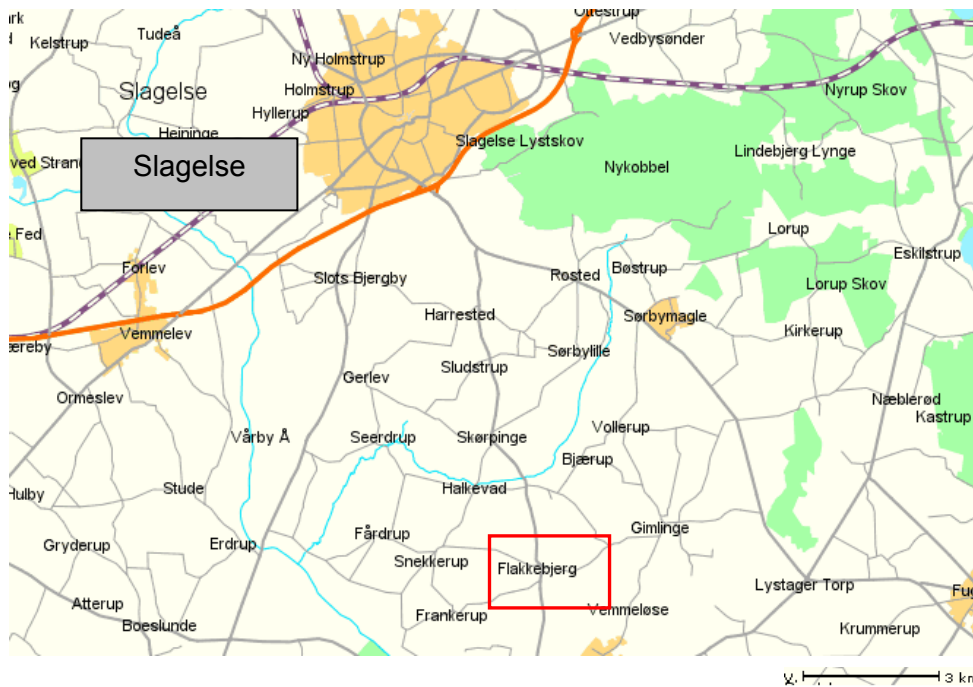 Ottestrup
Tudeå
Kelstrup
Vedbysønder
Ny Holmstrup
Holmstrup
Slagelse
Nyrup Skov
Hyllerup
Heininge
Slagelse Lystskov
Lindebjerg Lynge
Slagelse
Nykobbel
Lorup
Eskilstrup
Forlev
Slots Bjergby
Rosted
Bøstrup
Lorup Skov
Harrested
Sørbymagle
Vemmelev
Kirkerup
Sørbylille
Sludstrup
Gerlev
Ormeslev
Næblerød
Kastrup
Vårby Å
Seerdrup
Skørpinge
Vollerup
Bjærup
Stude
Halkevad
Gimlinge
Fårdrup
Gryderup
Erdrup
Snekkerup
Flakkebjerg
Lystager Torp
Atterup
Frankerup
Vemmeløse
Boeslunde
Krummerup
3 km